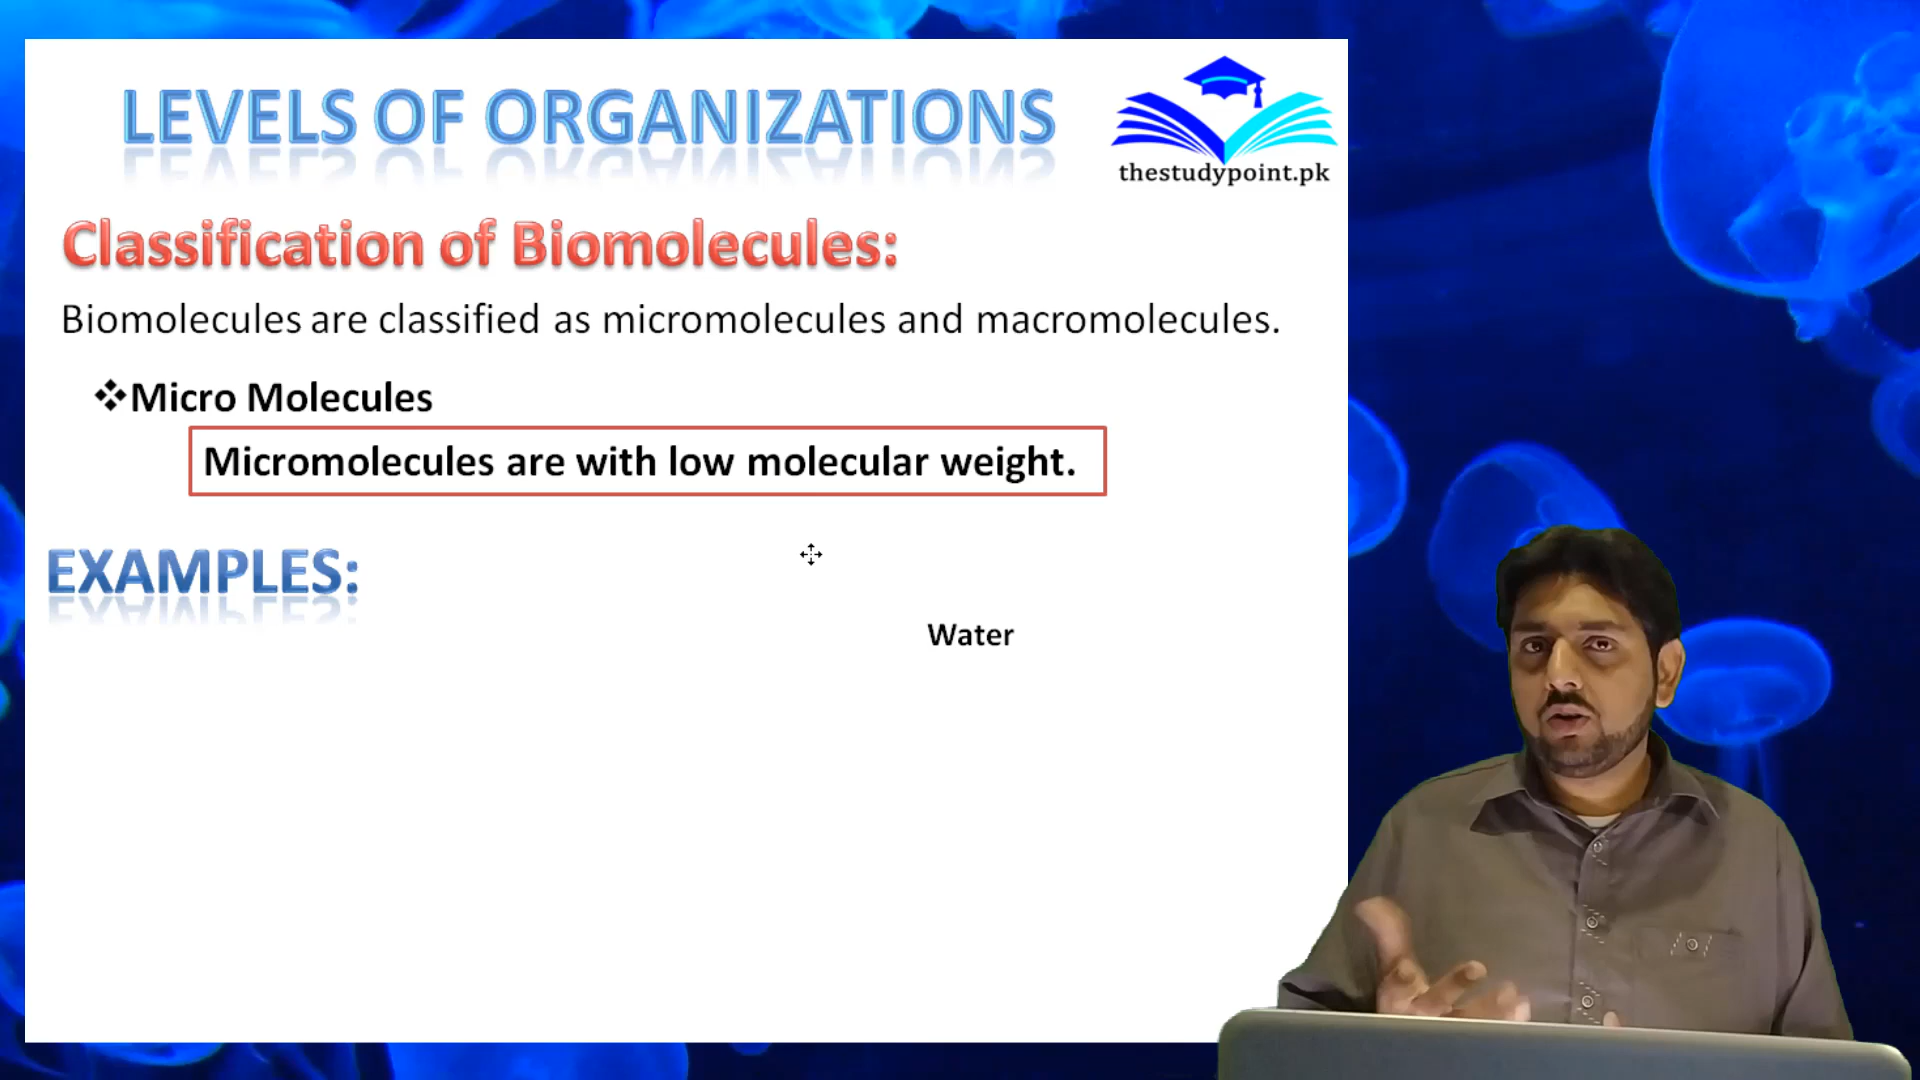 LEVELS OF ORGANIZATIONS
thestudypoint.pk
Classification of Biomolecules:
Biomolecules are classified as micromolecules and macromolecules.
❖Micro Molecules
Micromolecules are with low molecular weight.
EXAMPLES:
Water